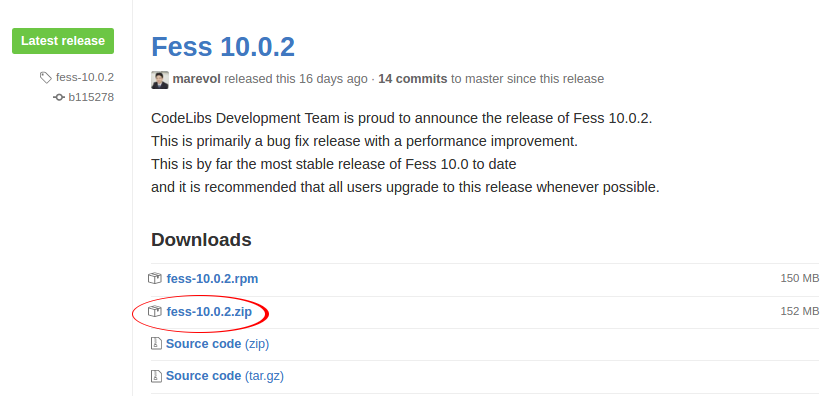 Latest release
fess-10.0.2
b115278
Fess 10.0.2
marevol released this 16 days ago · 14 commits to master since this release
CodeLibs Development Team is proud to announce the release of Fess 10.0.2.
This is primarily a bug fix release with a performance improvement.
This is by far the most stable release of Fess 10.0 to date
and it is recommended that all users upgrade to this release whenever possible.
Downloads
fess-10.0.2.rpm 150 MB
fess-10.0.2.zip 152 MB
Source code (zip)
Source code (tar.gz)